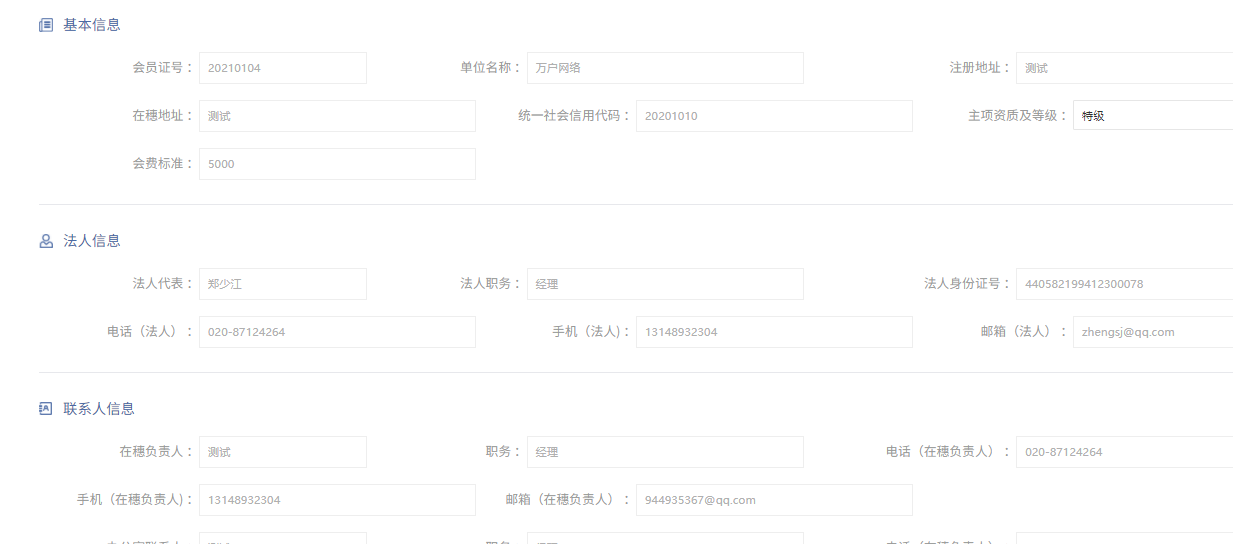 基本信息
会员证号： 20210104 单位名称： 万户网络 注册地址： 测试
在穗地址： 测试 统一社会信用代码： 20201010 主项资质及等级： 特级
会费标准： 5000
法人信息
法人代表： 郑少江 法人职务： 经理 法人身份证号： 440582199412300078
电话（法人）： 020-87124264 手机（法人)： 13148932304 邮箱（法人）： zhengsj@qq.com
联系人信息
在穗负责人： 测试 职务： 经理 电话（在穗负责人）： 020-87124264
手机（在穗负责人)： 13148932304 邮箱（在穗负责人）： 944935367@qq.com